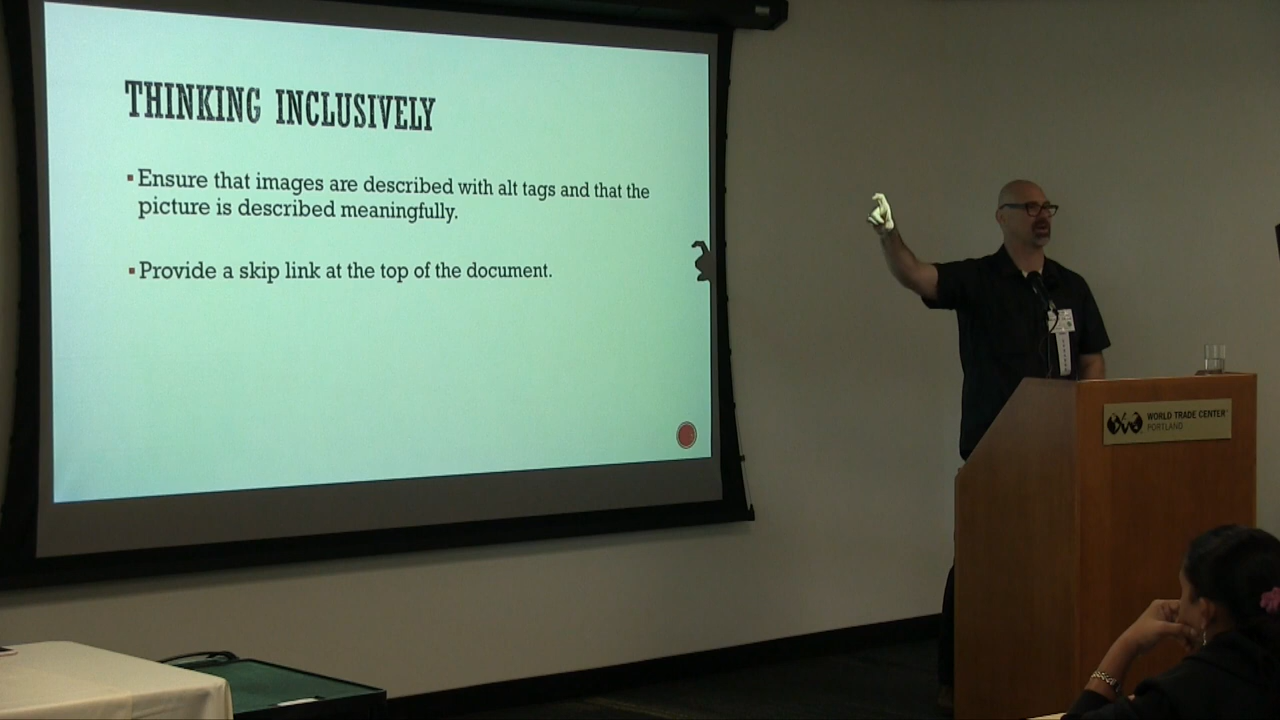 THINKING INCLUSIVELY
▪ Ensure that images are described with alt tags and that the
picture is described meaningfully.
▪ Provide a skip link at the top of the document.
WORLD TRADE CENTER
PORTLAND